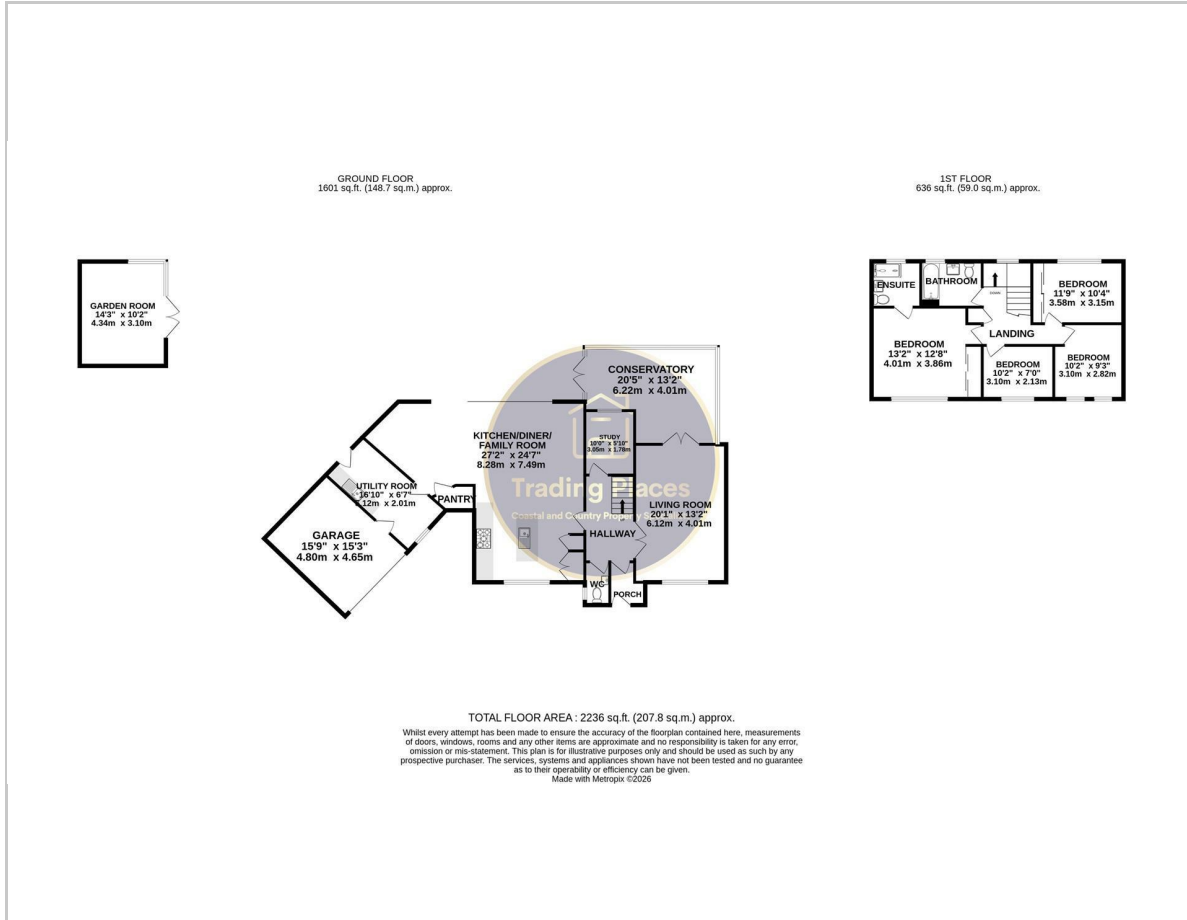 GROUND FLOOR
1601 sq.ft. (148.7 sq.m.) approx.
1ST FLOOR
636 sq.ft. (59.0 sq.m.) approx.
GARDEN ROOM
14'3" x 10'2"
4.34m x 3.10m
ENSUITE
BATHROOM
DOWN
BEDROOM
11'9" x 10'4"
3.58m x 3.15m
LANDING
BEDROOM
13'2" x 12'8"
4.01m x 3.86m
BEDROOM
10'2" x 7'0"
3.10m x 2.13m
BEDROOM
10'2" x 9'3"
3.10m x 2.82m
CONSERVATORY
20'5" x 13'2"
6.22m x 4.01m
KITCHEN/DINER/
FAMILY ROOM
27'2" x 24'7"
8.28m x 7.49m
STUDY
10'0" x 5'10"
3.05m x 1.78m
UTILITY ROOM
16'10" x 6'7"
5.12m x 2.01m
PANTRY
Trading Places
Coastal and Country Property
LIVING ROOM
20'1" x 13'2"
6.12m x 4.01m
GARAGE
15'9" x 15'3"
4.80m x 4.65m
HALLWAY
WC
PORCH
TOTAL FLOOR AREA : 2236 sq.ft. (207.8 sq.m.) approx.
Whilst every attempt has been made to ensure the accuracy of the floorplan contained here, measurements
of doors, windows, rooms and any other items are approximate and no responsibility is taken for any error,
omission or mis-statement. This plan is for illustrative purposes only and should be used as such by any
prospective purchaser. The services, systems and appliances shown have not been tested and no guarantee
as to their operability or efficiency can be given.
Made with Metropix ©2026